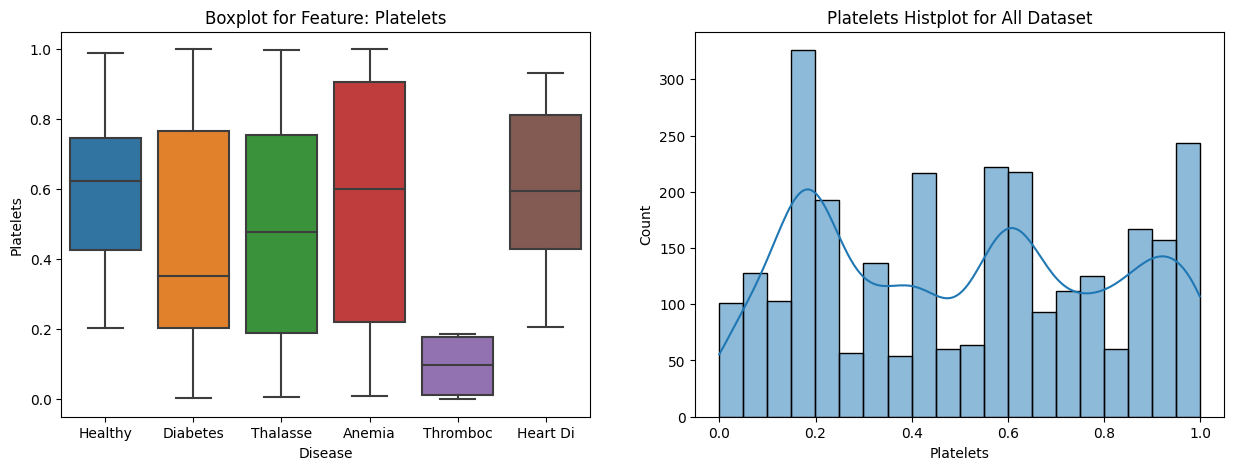 Boxplot for Feature: Platelets
1.0
0.8
0.6
0.4
0.2
0.0
Platelets
Healthy Diabetes Thalasse Anemia Thromboc Heart Di
Disease
Platelets Histplot for All Dataset
300
250
200
150
100
50
0
Count
0.0 0.2 0.4 0.6 0.8 1.0
Platelets